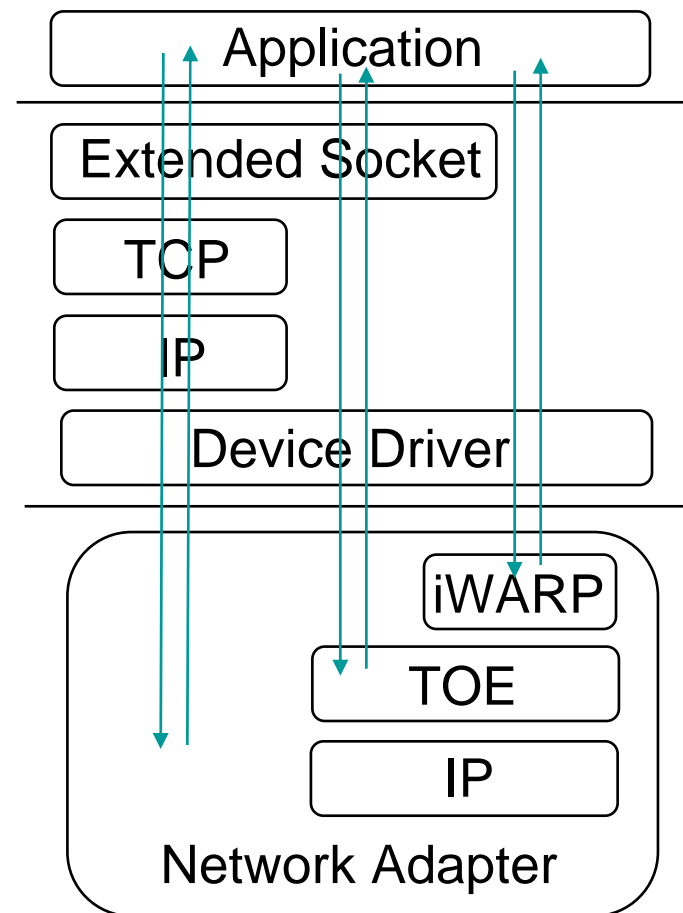 Application
Extended Socket
TCP
IP
Device Driver
iWARP
TOE
IP
Network Adapter